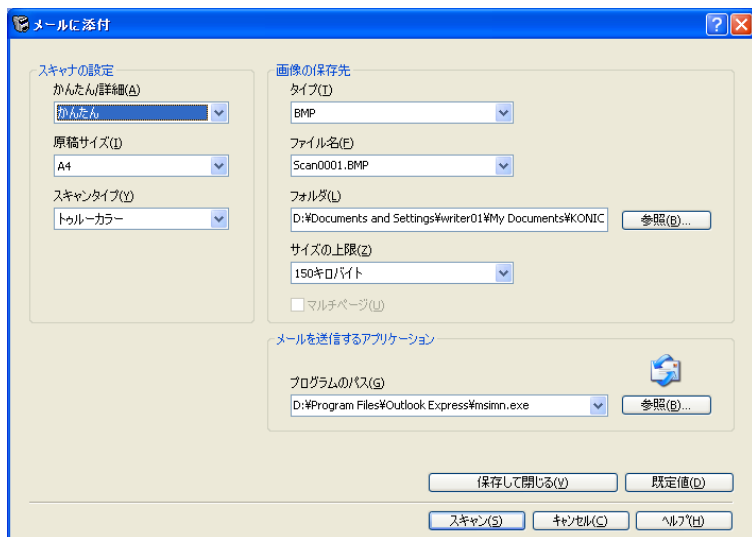 メールに添付
スキャナの設定
かんたん/詳細(A)
かんたん
原稿サイズ(I)
A4
スキャンタイプ(Y)
トゥルーカラー
画像の保存先
タイプ(T)
BMP
ファイル名(F)
Scan0001.BMP
フォルダ(L)
D:¥Documents and Settings¥writer01¥My Documents¥KONIC
参照(B)...
サイズの上限(Z)
150キロバイト
マルチページ(U)
メールを送信するアプリケーション
プログラムのパス(G)
D:¥Program Files¥Outlook Express¥msimn.exe
参照(B)...
保存して閉じる(V)
既定値(D)
スキャン(S)
キャンセル(C)
ヘルプ(H)